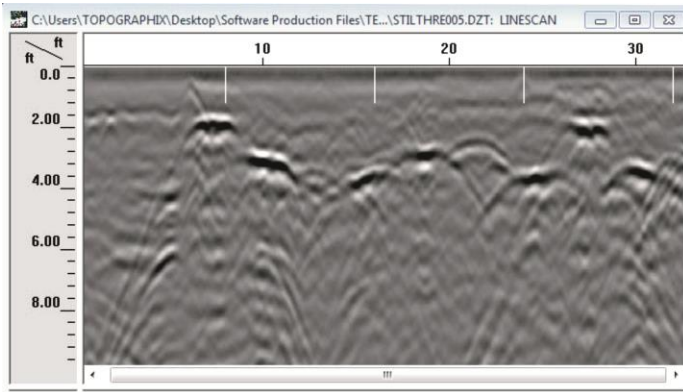 C:\Users\TOPOGRAPHIX\Desktop\Software Production Files\TE...\STILTHRE005.DZT: LINESCAN
ft
ft
10
20
30
0.0
2.00
4.00
6.00
8.00